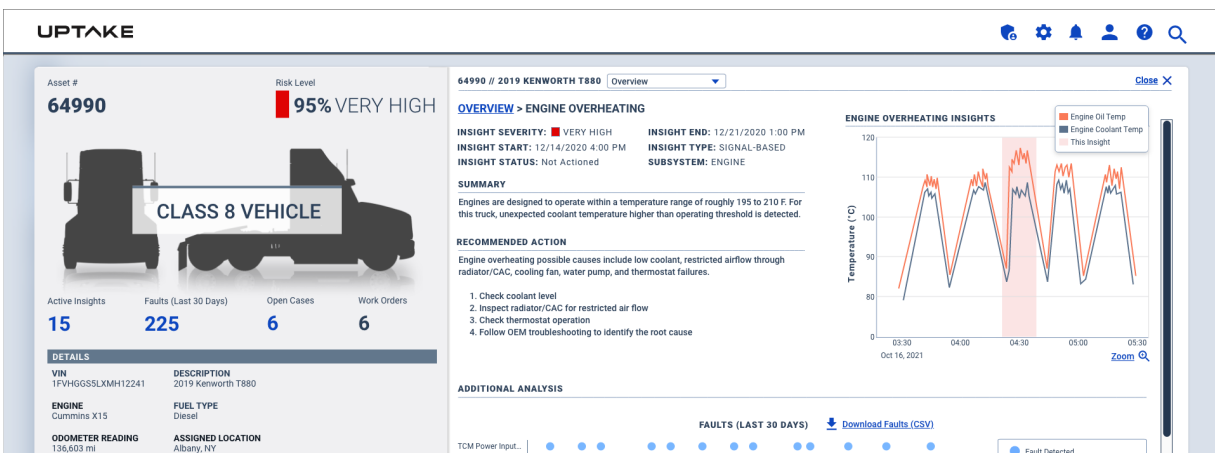 UPTAKE
Asset #
64990
Risk Level
95% VERY HIGH
CLASS 8 VEHICLE
Active Insights
15
Faults (Last 30 Days)
225
Open Cases
6
Work Orders
6
DETAILS
VIN
1FVHGGS5LXMH12241
DESCRIPTION
2019 Kenworth T880
ENGINE
Cummins X15
FUEL TYPE
Diesel
ODOMETER READING
136,603 mi
ASSIGNED LOCATION
Albany, NY
64990 // 2019 KENWORTH T880
Overview
Close
OVERVIEW > ENGINE OVERHEATING
INSIGHT SEVERITY: VERY HIGH
INSIGHT START: 12/14/2020 4:00 PM
INSIGHT STATUS: Not Actioned
INSIGHT END: 12/21/2020 1:00 PM
INSIGHT TYPE: SIGNAL-BASED
SUBSYSTEM: ENGINE
SUMMARY
Engines are designed to operate within a temperature range of roughly 195 to 210 F. For
this truck, unexpected coolant temperature higher than operating threshold is detected.
RECOMMENDED ACTION
Engine overheating possible causes include low coolant, restricted airflow through
radiator/CAC, cooling fan, water pump, and thermostat failures.
1. Check coolant level
2. Inspect radiator/CAC for restricted air flow
3. Check thermostat operation
4. Follow OEM troubleshooting to identify the root cause
ENGINE OVERHEATING INSIGHTS
Engine Oil Temp
Engine Coolant Temp
This Insight
Temperature (°C)
120
110
100
90
80
0
03:30
04:00
04:30
05:00
05:30
Oct 16, 2021
Zoom
ADDITIONAL ANALYSIS
FAULTS (LAST 30 DAYS)
Download Faults (CSV)
TCM Power Input...
Fault Detected